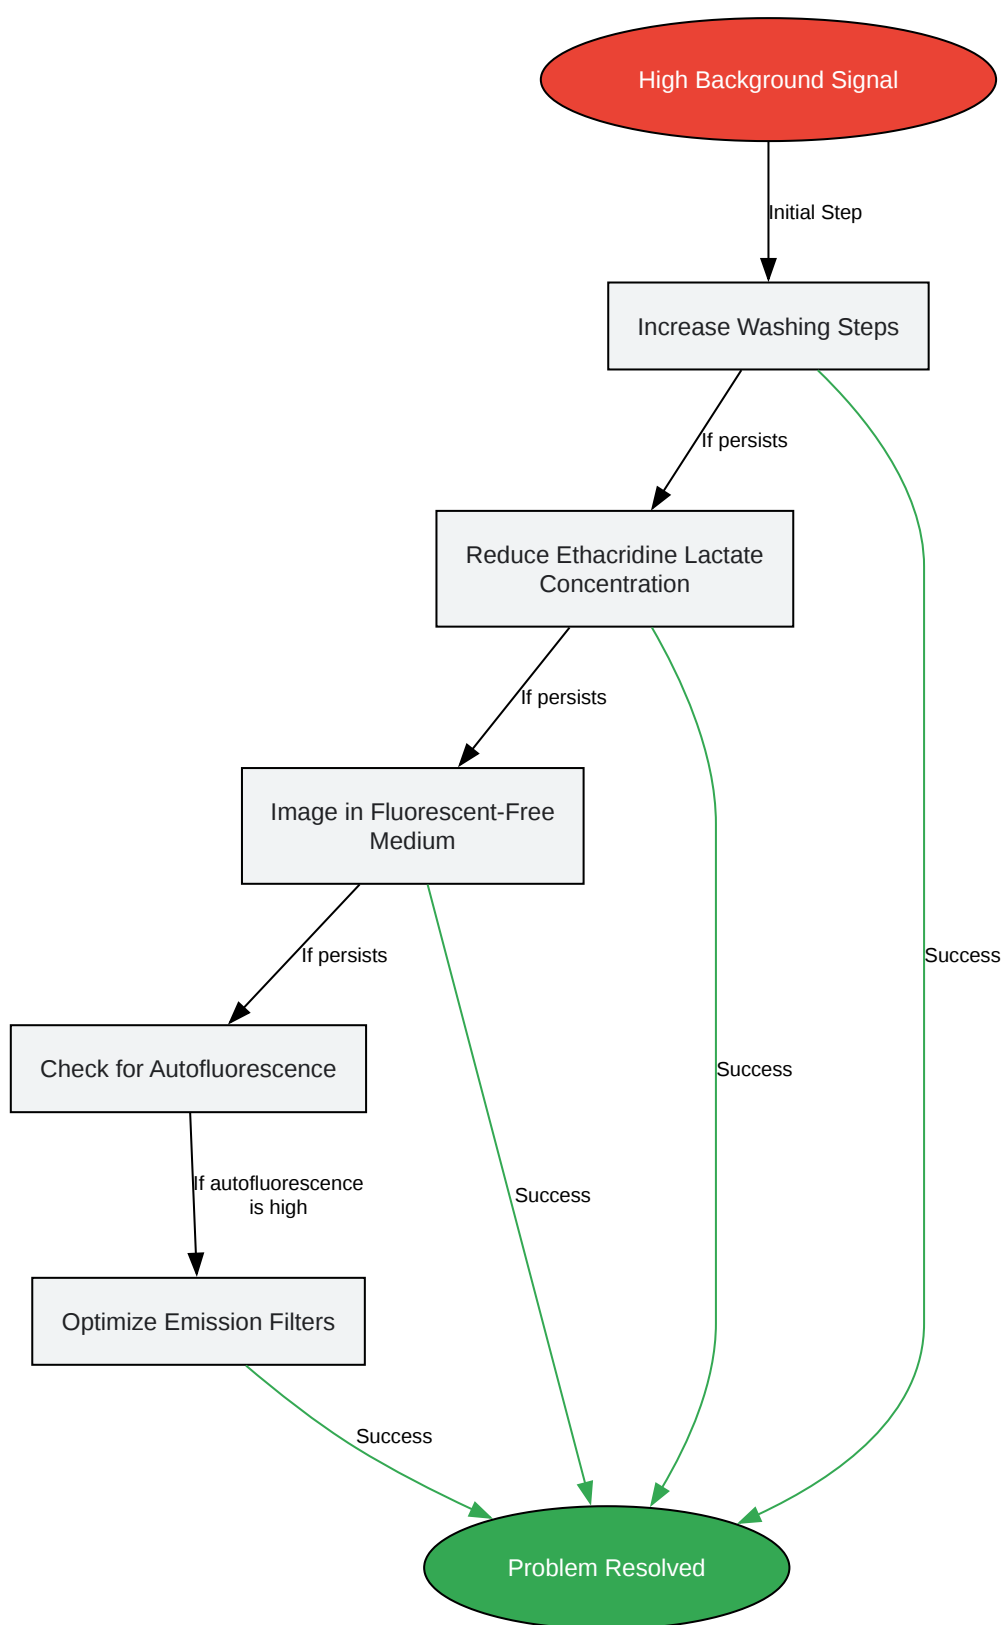 High Background Signal
Initial Step
Increase Washing Steps
If persists
Reduce Ethacridine Lactate
Concentration
If persists
Image in Fluorescent-Free
Medium
If persists
Success
Check for Autofluorescence
Success
If autofluorescence
is high
Success
Optimize Emission Filters
Success
Problem Resolved